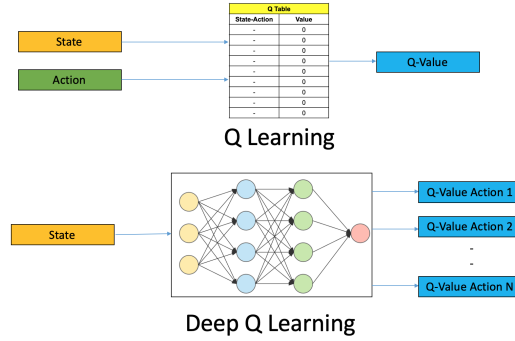 Q Table
State-Action Value
- 0
- 0
- 0
- 0
- 0
- 0
- 0
- 0
- 0
State
Action
Q-Value
Q Learning
State
Q-Value Action 1
Q-Value Action 2
-
-
Q-Value Action N
Deep Q Learning